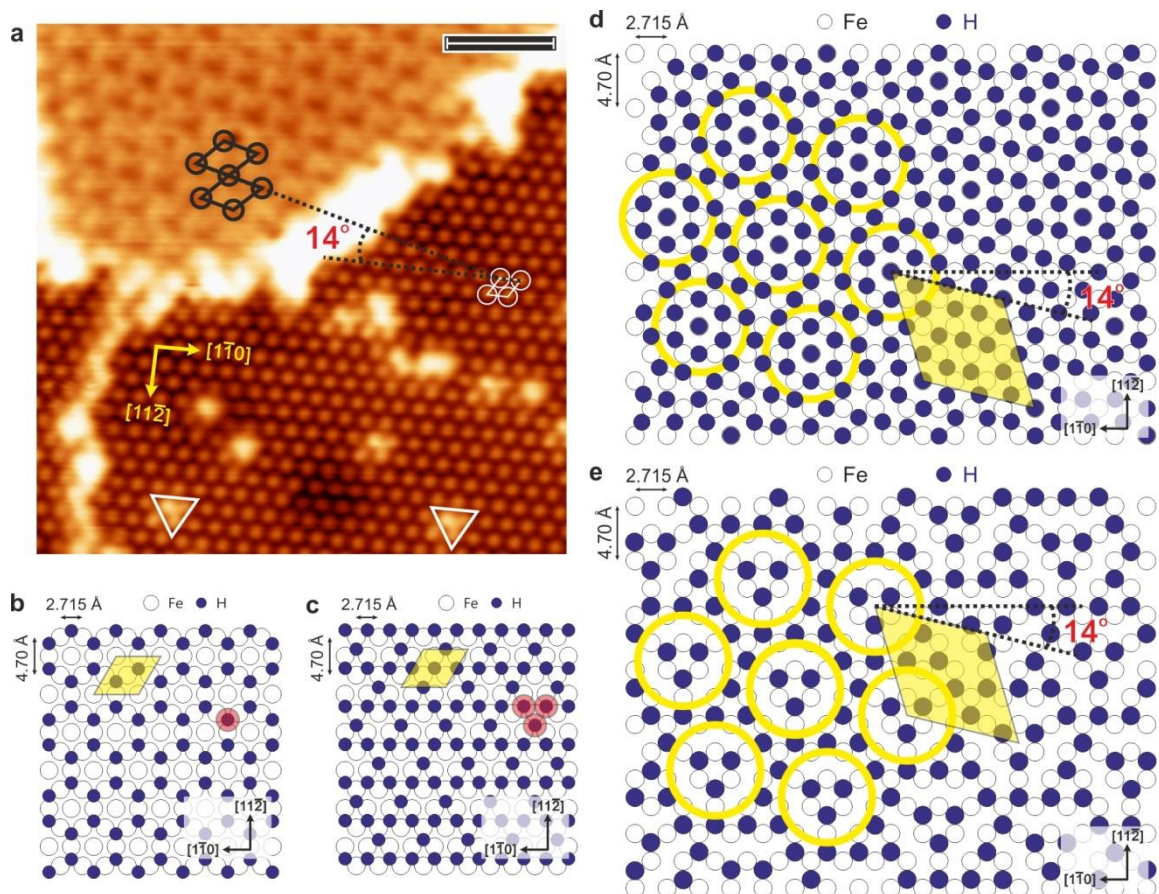 a
14°
[11̄0]
[112̄]
b
Fe H
2.715 Å
4.70 Å
[112̄]
[11̄0]
c
Fe H
2.715 Å
4.70 Å
[112̄]
[11̄0]
d
2.715 Å Fe H
4.70 Å
14°
[112̄]
[11̄0]
e
2.715 Å Fe H
4.70 Å
14°
[112̄]
[11̄0]